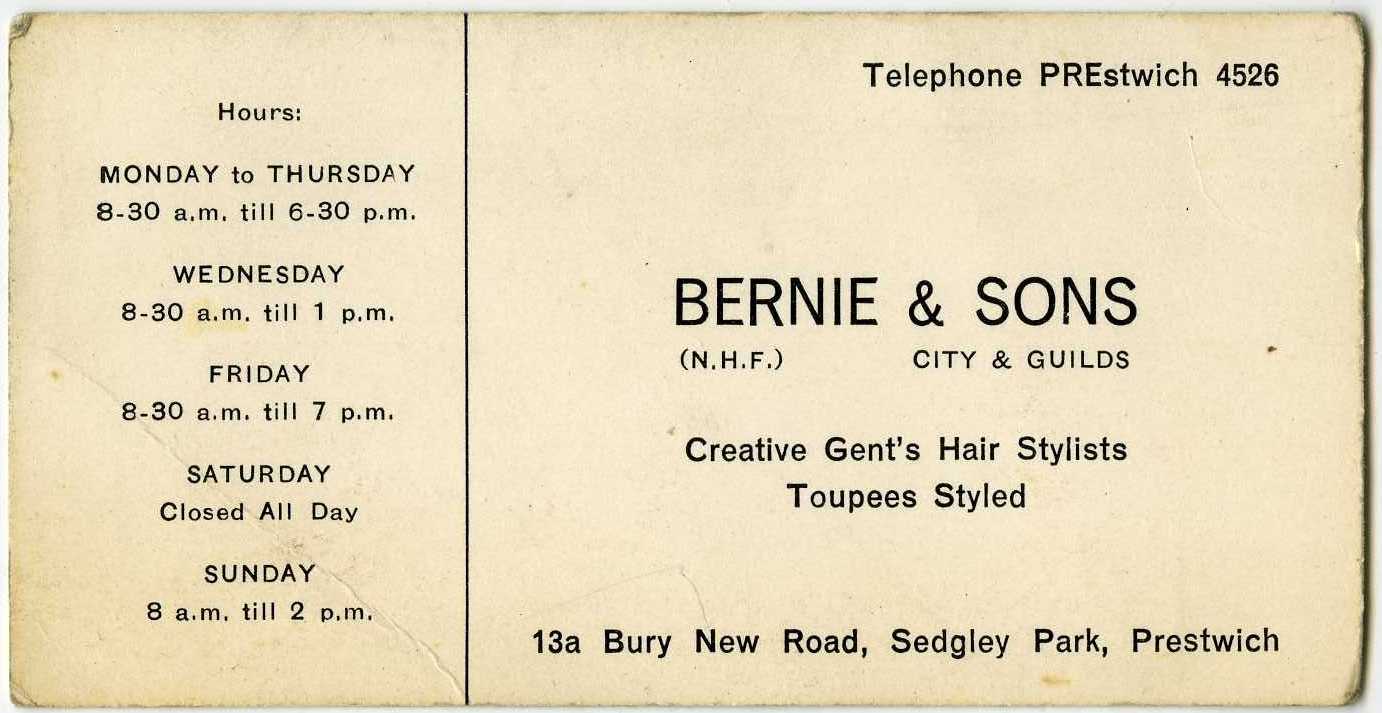 Hours:
MONDAY to THURSDAY
8-30 a.m. till 6-30 p.m.
WEDNESDAY
8-30 a.m. till 1 p.m.
FRIDAY
8-30 a.m. till 7 p.m.
SATURDAY
Closed All Day
SUNDAY
8 a.m. till 2 p.m.
Telephone PREstwich 4526
BERNIE & SONS
(N.H.F.) CITY & GUILDS
Creative Gent's Hair Stylists
Toupees Styled
13a Bury New Road, Sedgley Park, Prestwich